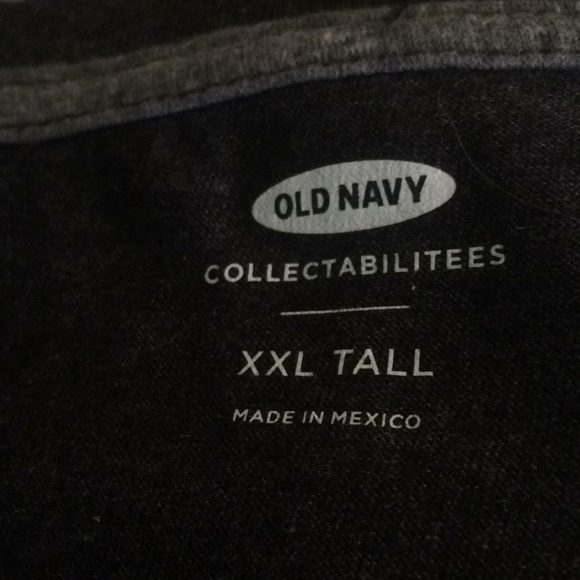 OLD NAVY
COLLECTABILITEES
XXL TALL
MADE IN MEXICO